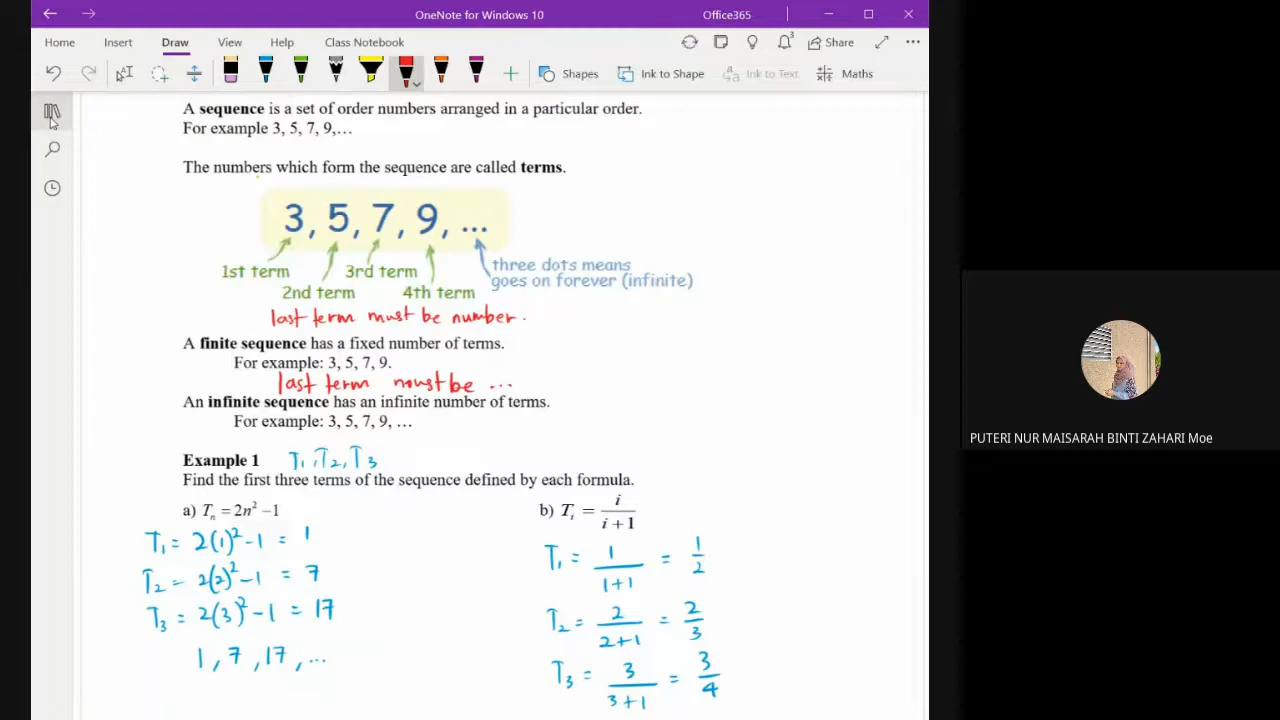 OneNote for Windows 10
Office365
Home Insert Draw View Help Class Notebook
3
Share
Shapes
Ink to Shape
Ink to Text
Maths
A sequence is a set of order numbers arranged in a particular order.
For example 3, 5, 7, 9,…
The numbers which form the sequence are called terms.
3, 5, 7, 9, ...
1st term
3rd term
three dots means
goes on forever (infinite)
2nd term
4th term
last term must be number.
A finite sequence has a fixed number of terms.
For example: 3, 5, 7, 9.
last term must be ...
An infinite sequence has an infinite number of terms.
For example: 3, 5, 7, 9, …
Example 1 T₁, T₂, T₃
Find the first three terms of the sequence defined by each formula.
a) Tₙ = 2n² −1
T₁ = 2(1)² −1 = 1
T₂ = 2(2)² −1 = 7
T₃ = 2(3)² −1 = 17
1, 7, 17, ...
b) Tᵢ = i/(i+1)
T₁ = 1/(1+1) = 1/2
T₂ = 2/(2+1) = 2/3
T₃ = 3/(3+1) = 3/4
PUTERI NUR MAISARAH BINTI ZAHARI Moe